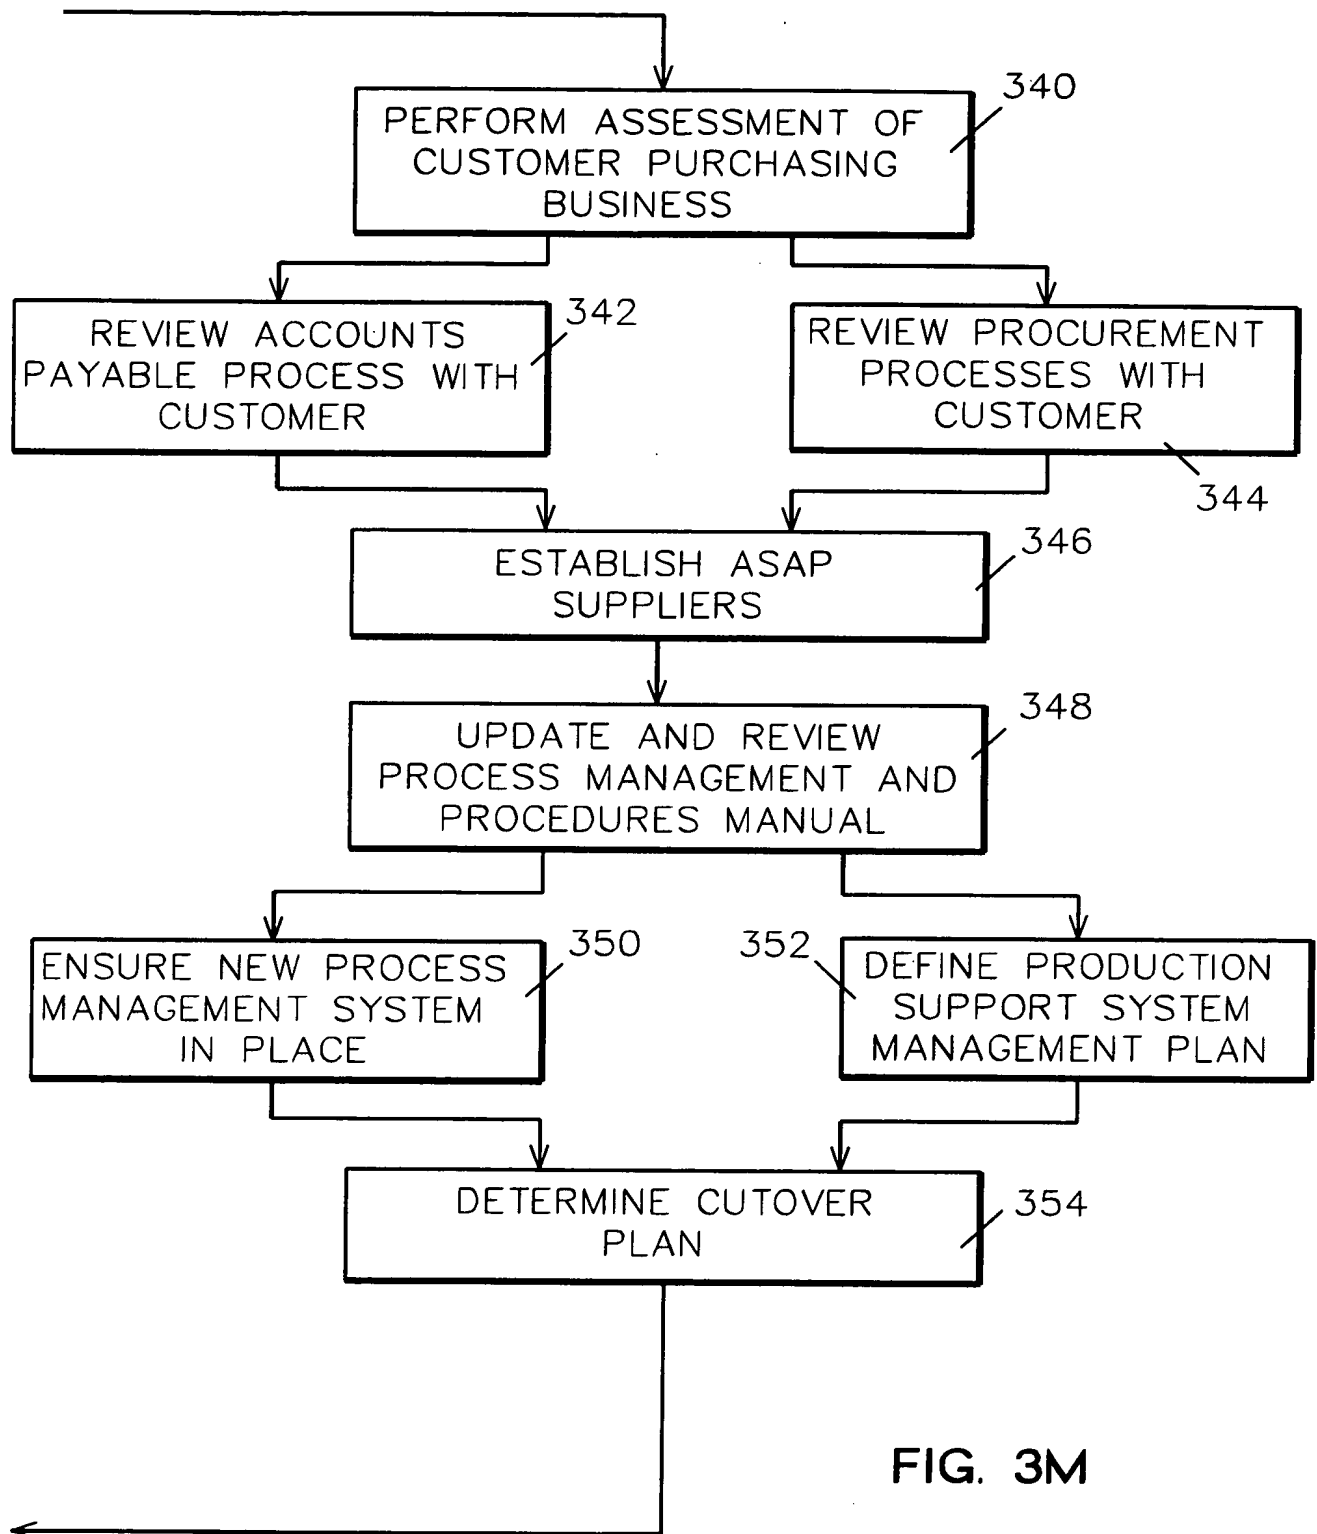 340
PERFORM ASSESSMENT OF
CUSTOMER PURCHASING
BUSINESS
342
REVIEW ACCOUNTS
PAYABLE PROCESS WITH
CUSTOMER
REVIEW PROCUREMENT
PROCESSES WITH
CUSTOMER
344
346
ESTABLISH ASAP
SUPPLIERS
348
UPDATE AND REVIEW
PROCESS MANAGEMENT AND
PROCEDURES MANUAL
350
ENSURE NEW PROCESS
MANAGEMENT SYSTEM
IN PLACE
352
DEFINE PRODUCTION
SUPPORT SYSTEM
MANAGEMENT PLAN
DETERMINE CUTOVER
PLAN
354
FIG. 3M